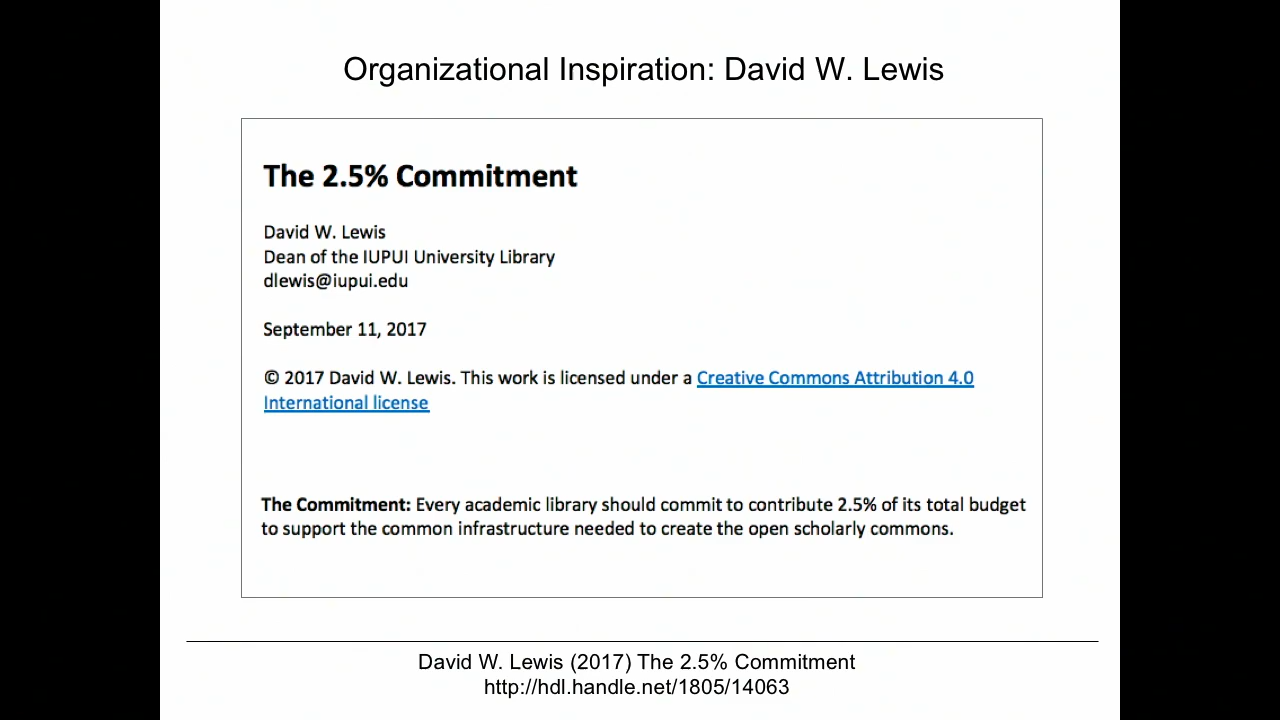 Organizational Inspiration: David W. Lewis
The 2.5% Commitment
David W. Lewis
Dean of the IUPUI University Library
dlewis@iupui.edu
September 11, 2017
© 2017 David W. Lewis. This work is licensed under a Creative Commons Attribution 4.0
International license
The Commitment: Every academic library should commit to contribute 2.5% of its total budget
to support the common infrastructure needed to create the open scholarly commons.
David W. Lewis (2017) The 2.5% Commitment
http://hdl.handle.net/1805/14063